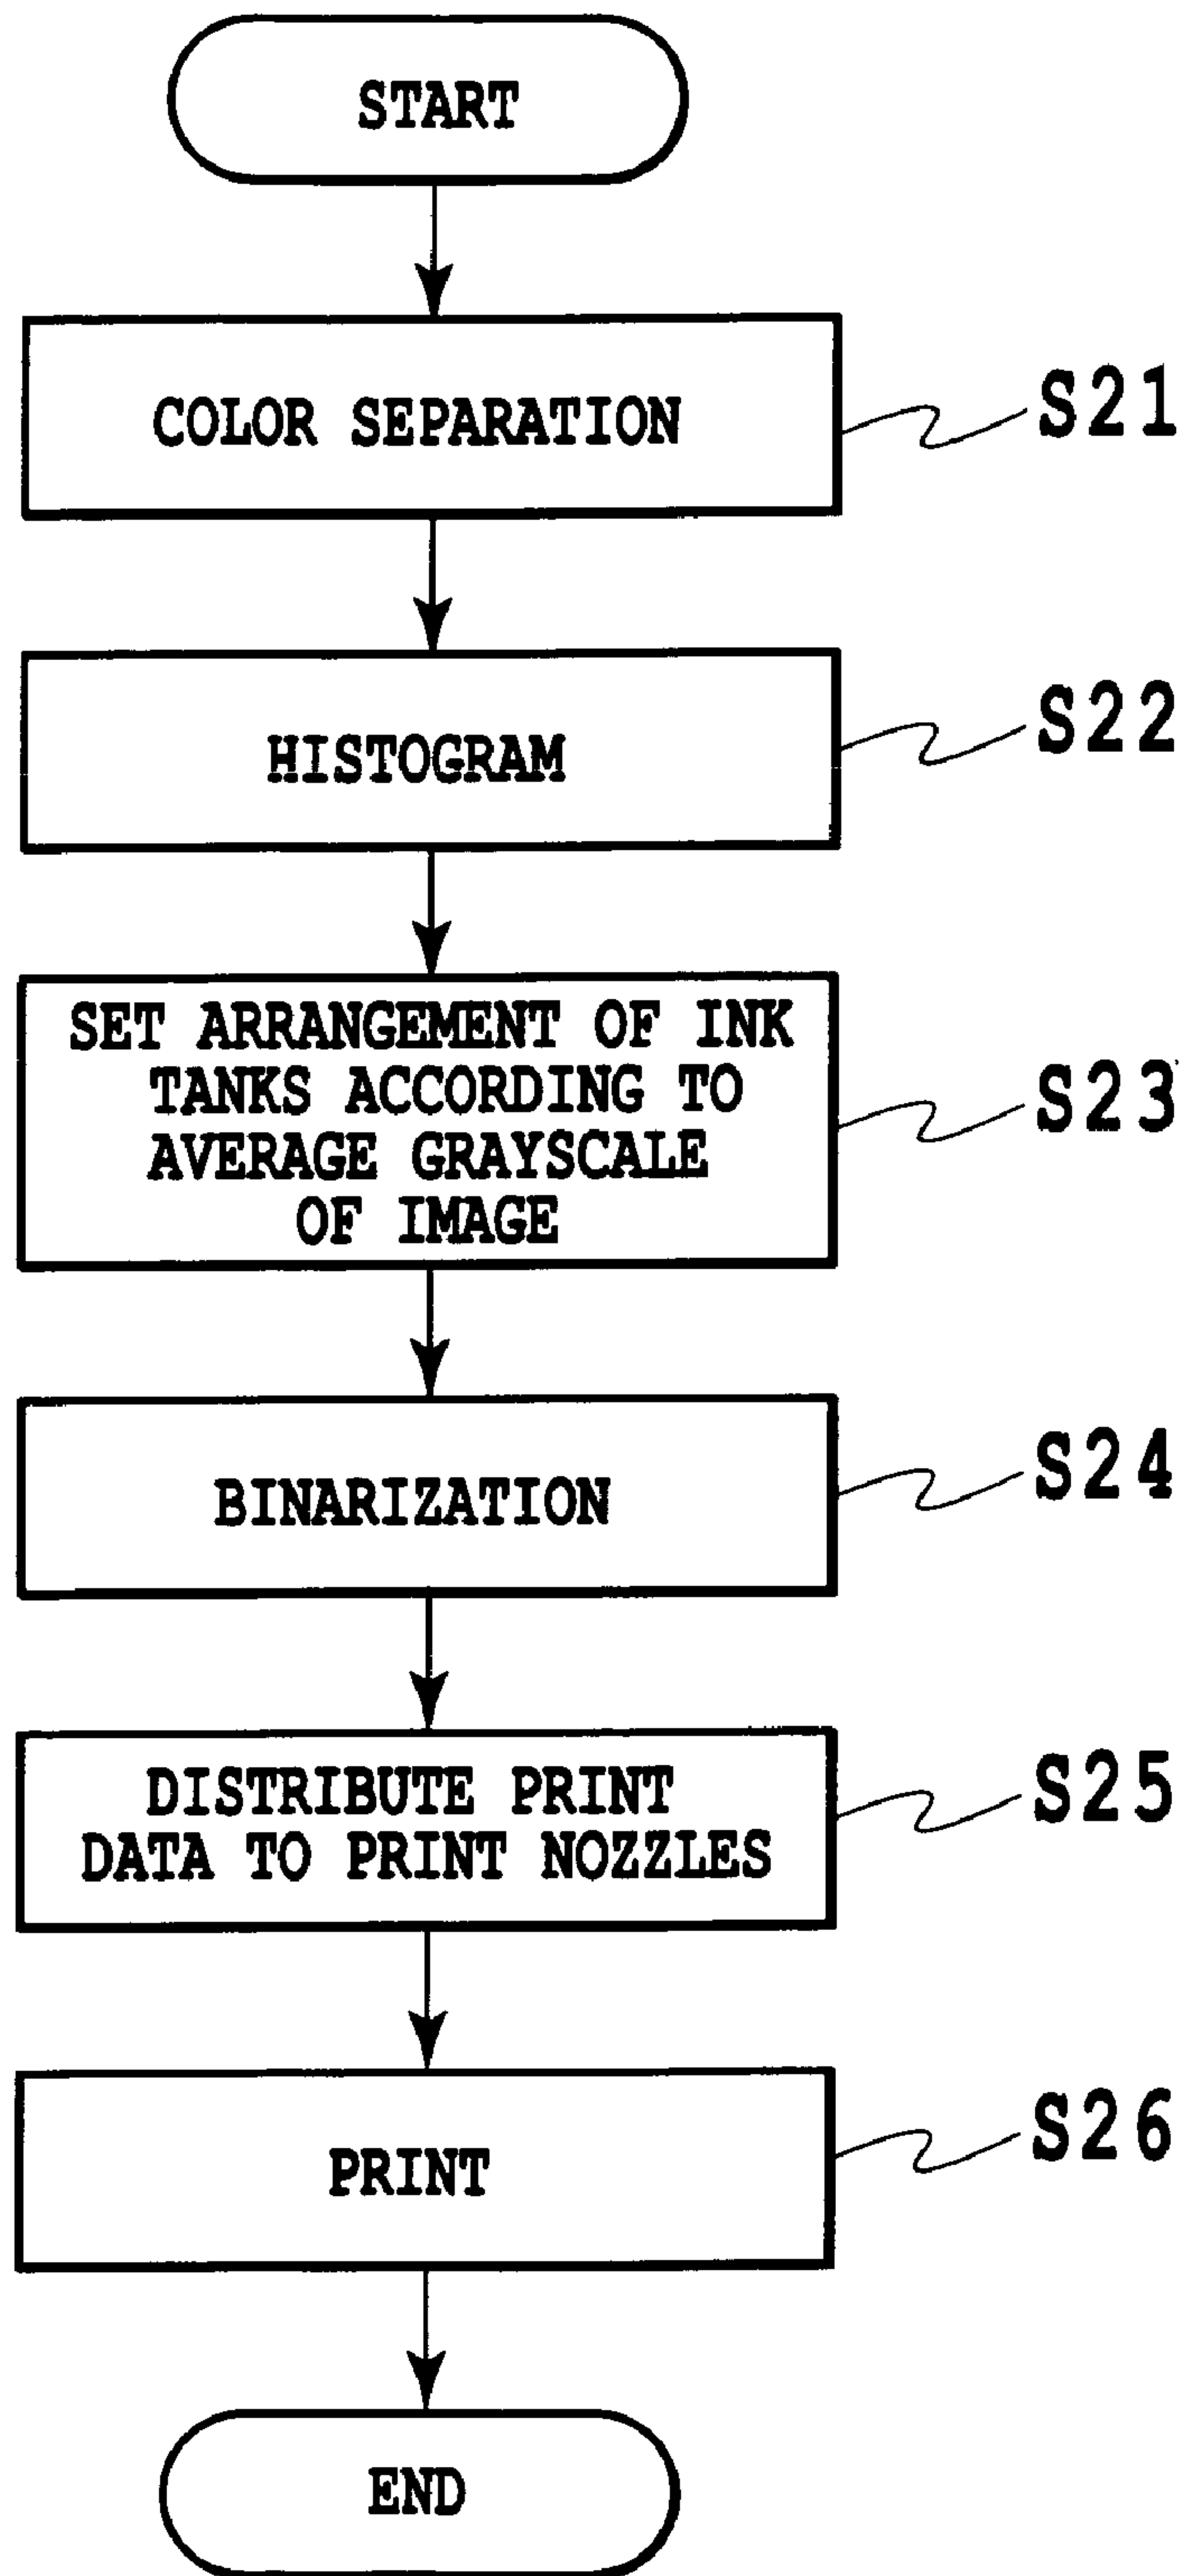 START
COLOR SEPARATION
S21
HISTOGRAM
S22
SET ARRANGEMENT OF INK
TANKS ACCORDING TO
AVERAGE GRAYSCALE
OF IMAGE
S23
BINARIZATION
S24
DISTRIBUTE PRINT
DATA TO PRINT NOZZLES
S25
PRINT
S26
END